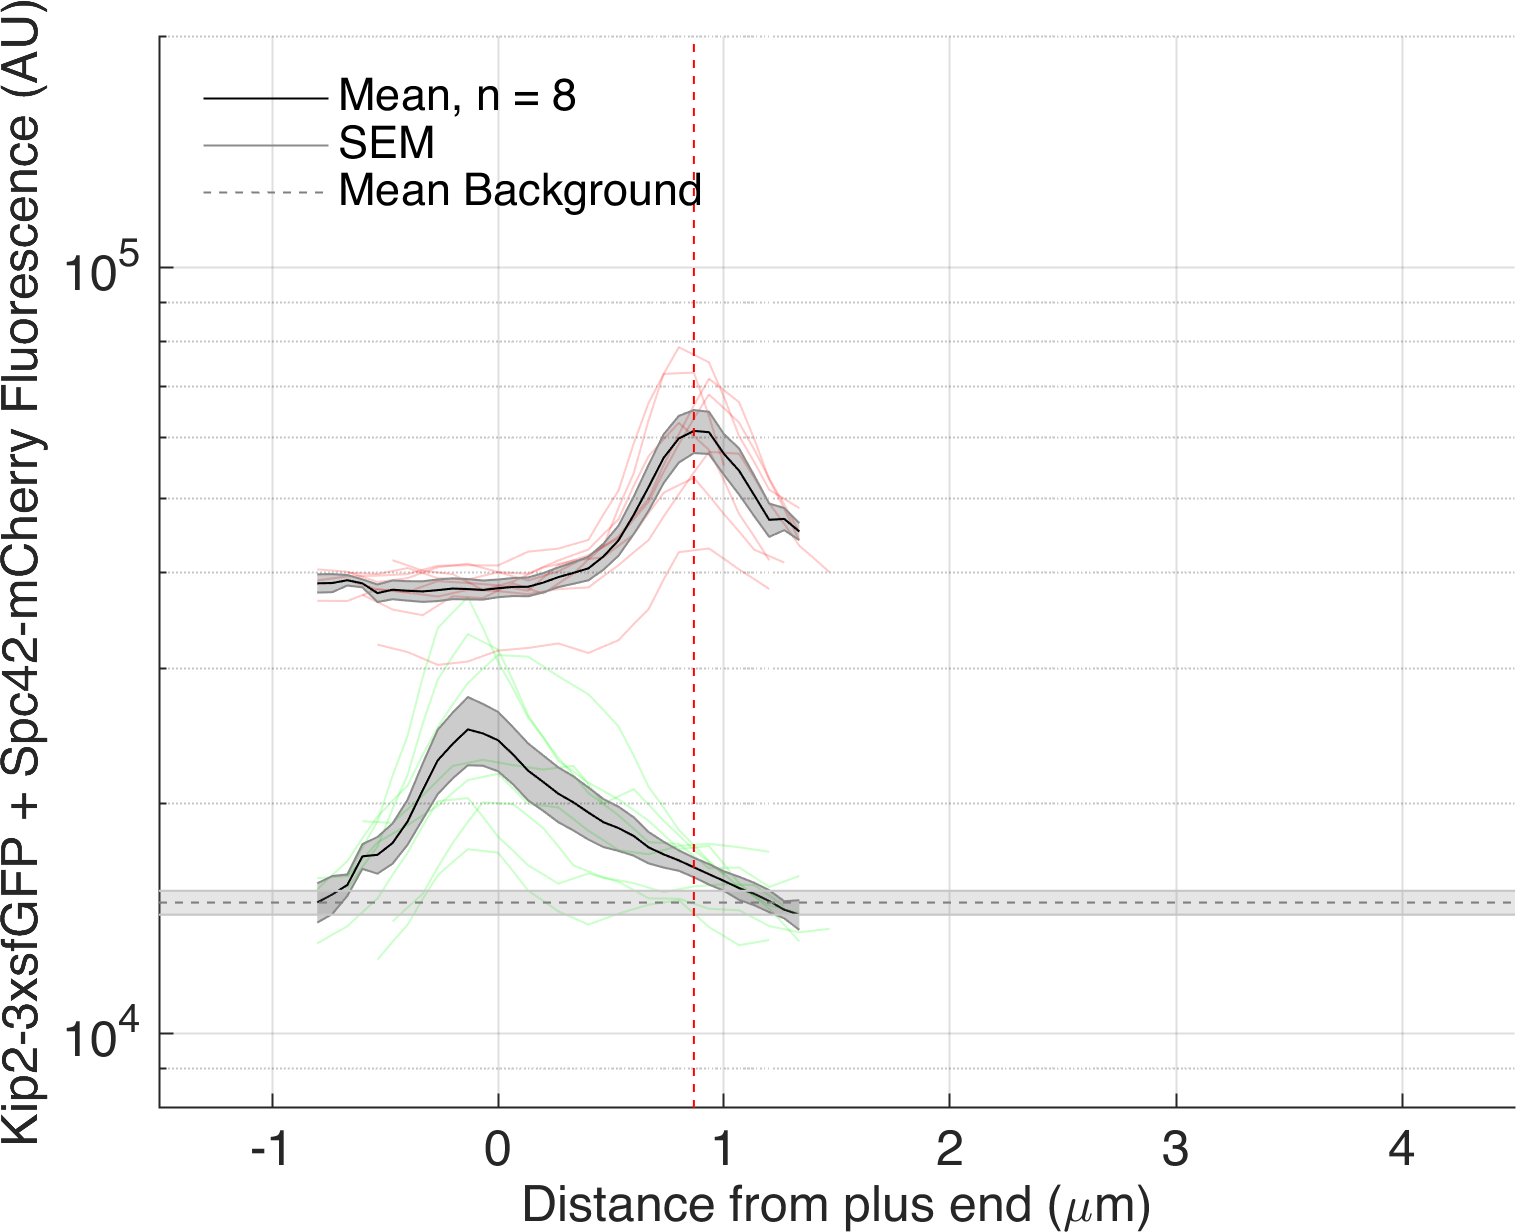 Kip2-3xsfGFP + Spc42-mCherry Fluorescence (AU)
Mean, n = 8
SEM
Mean Background
10^5
10^4
-1 0 1 2 3 4
Distance from plus end (μm)